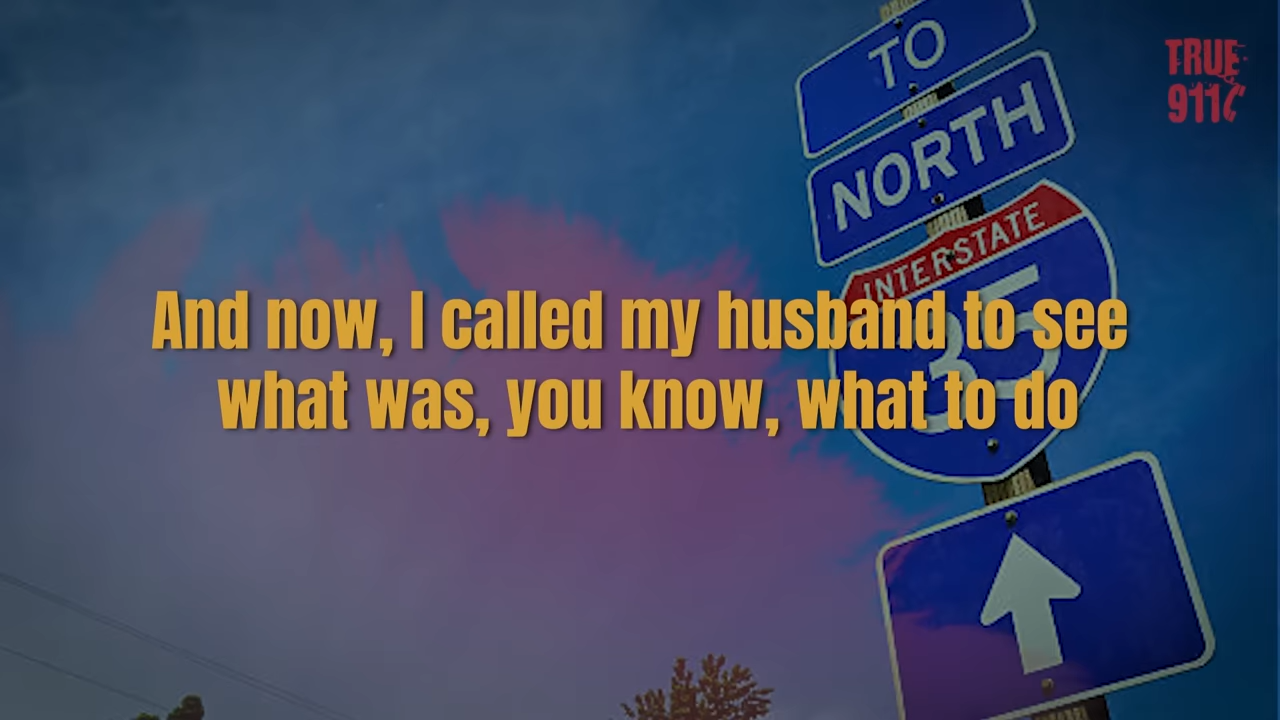 TO
NORTH
INTERSTATE
35
TRUE
911
And now, I called my husband to see
what was, you know, what to do